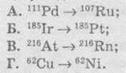 А. ¹¹¹Pd → ¹⁰⁷Ru;
Б. ¹⁸⁵Ir → ¹⁸⁵Pt;
В. ²¹⁶At → ²¹⁶Rn;
Г. ⁶²Cu → ⁶²Ni.